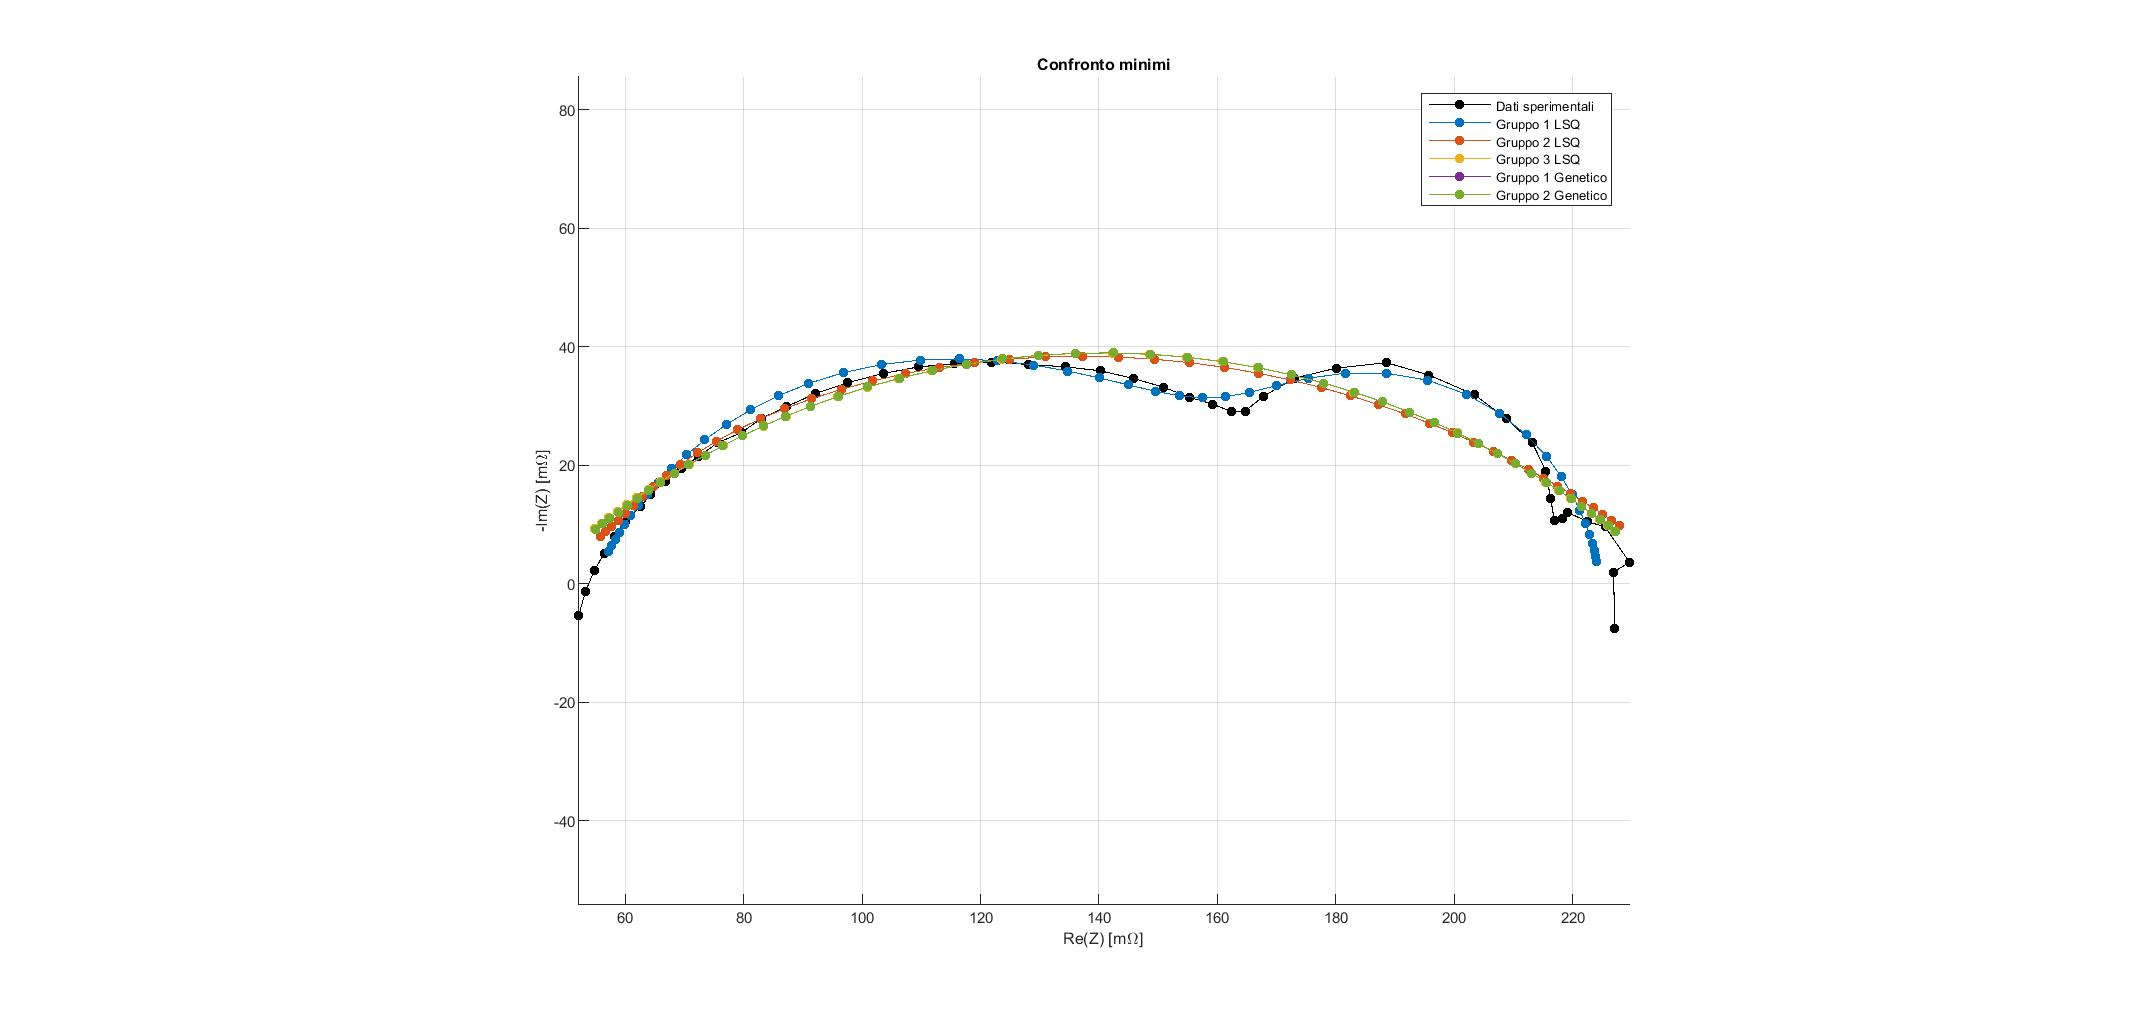 Confronto minimi
Dati sperimentali
Gruppo 1 LSQ
Gruppo 2 LSQ
Gruppo 3 LSQ
Gruppo 1 Genetico
Gruppo 2 Genetico
80
60
40
20
0
-20
-40
-Im(Z) [mΩ]
60 80 100 120 140 160 180 200 220
Re(Z) [mΩ]